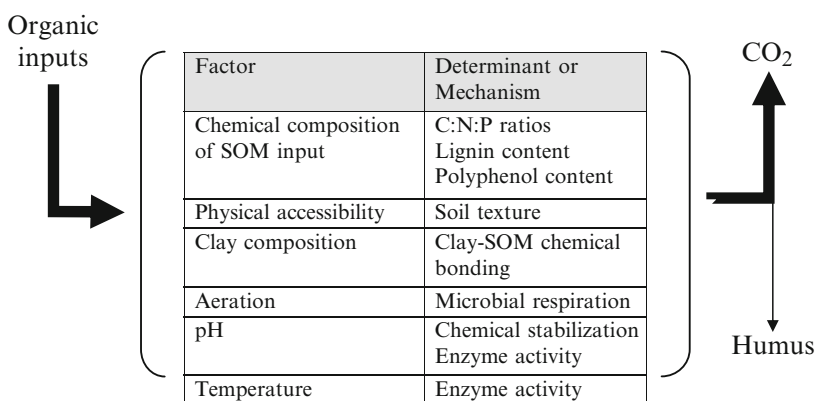 Organic
inputs
Factor
Determinant or
Mechanism
Chemical composition
of SOM input
C:N:P ratios
Lignin content
Polyphenol content
Physical accessibility
Soil texture
Clay composition
Clay-SOM chemical
bonding
Aeration
Microbial respiration
pH
Chemical stabilization
Enzyme activity
Temperature
Enzyme activity
CO₂
Humus